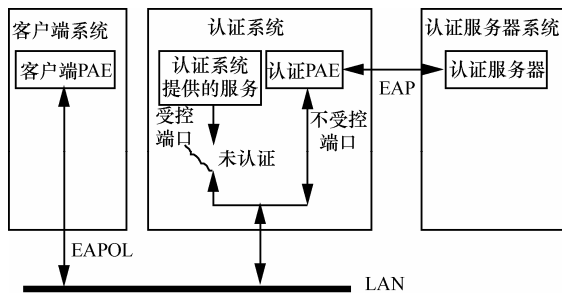 客户端系统
认证系统
认证服务器系统
客户端PAE
认证系统
提供的服务
认证PAE
认证服务器
EAP
受控
端口
不受控
端口
未认证
EAPOL
LAN